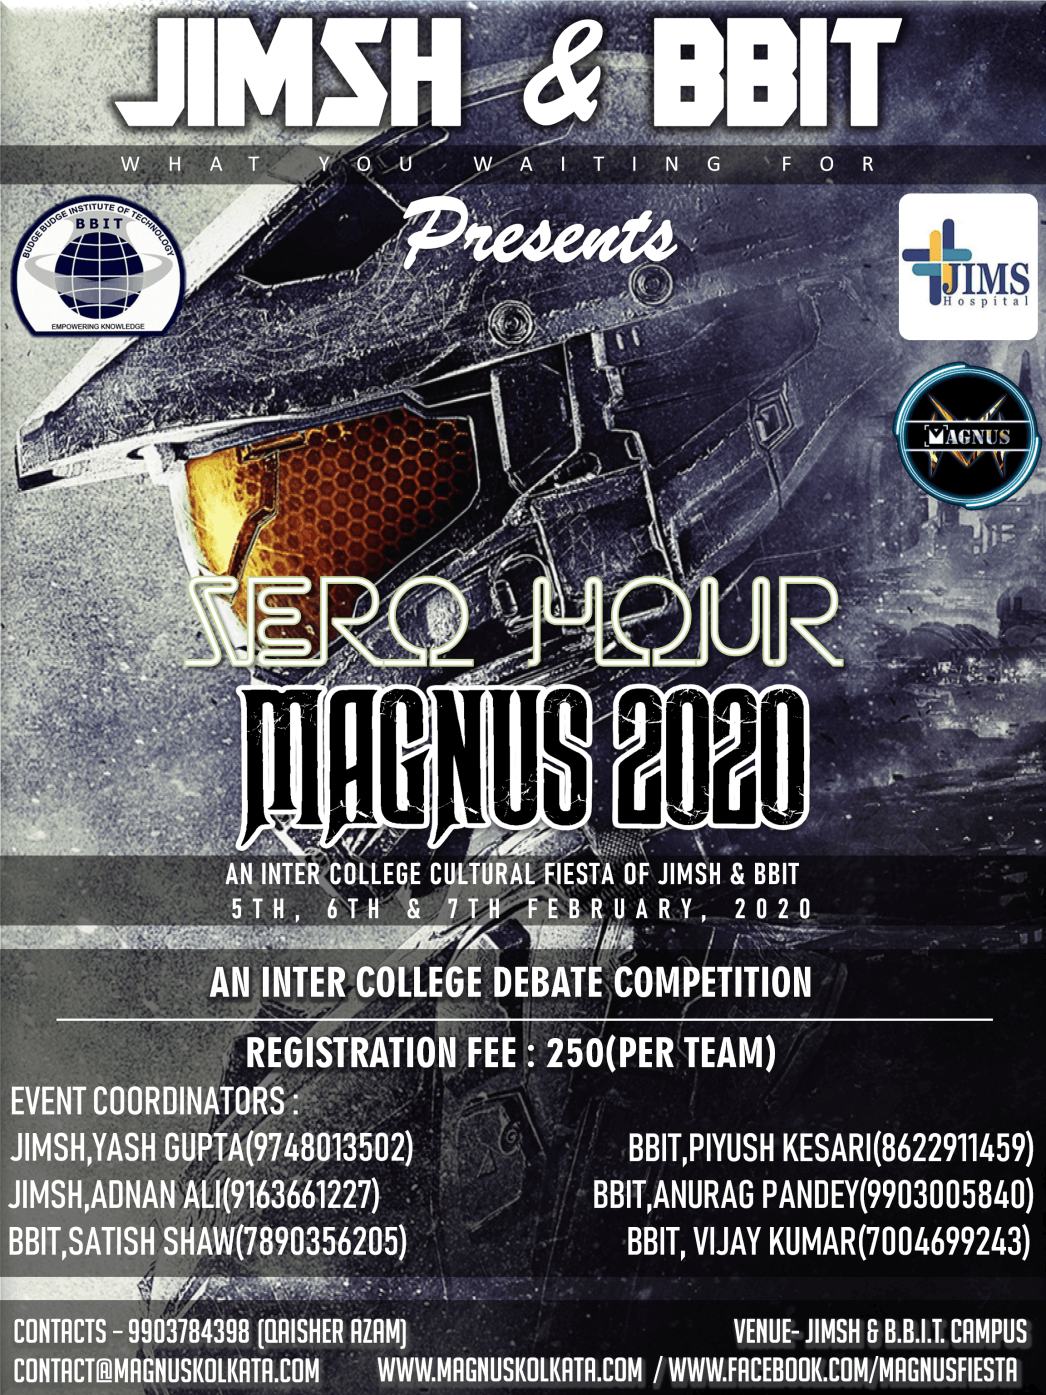 JIMSH & BBIT
WHAT YOU WAITING FOR
Presents
BUDGE BUDGE INSTITUTE OF TECHNOLOGY
BBIT
EMPOWERING KNOWLEDGE
JIMS
Hospital
MAGNUS
ZERO HOUR
MAGNUS 2020
AN INTER COLLEGE CULTURAL FIESTA OF JIMSH & BBIT
5TH, 6TH & 7TH FEBRUARY, 2020
AN INTER COLLEGE DEBATE COMPETITION
REGISTRATION FEE : 250(PER TEAM)
EVENT COORDINATORS :
JIMSH,YASH GUPTA(9748013502)
BBIT,PIYUSH KESARI(8622911459)
JIMSH,ADNAN ALI(9163661227)
BBIT,ANURAG PANDEY(9903005840)
BBIT,SATISH SHAW(7890356205)
BBIT, VIJAY KUMAR(7004699243)
CONTACTS - 9903784398 (QAISHER AZAM)
VENUE- JIMSH & B.B.I.T. CAMPUS
CONTACT@MAGNUSKOLKATA.COM
WWW.MAGNUSKOLKATA.COM / WWW.FACEBOOK.COM/MAGNUSFIESTA